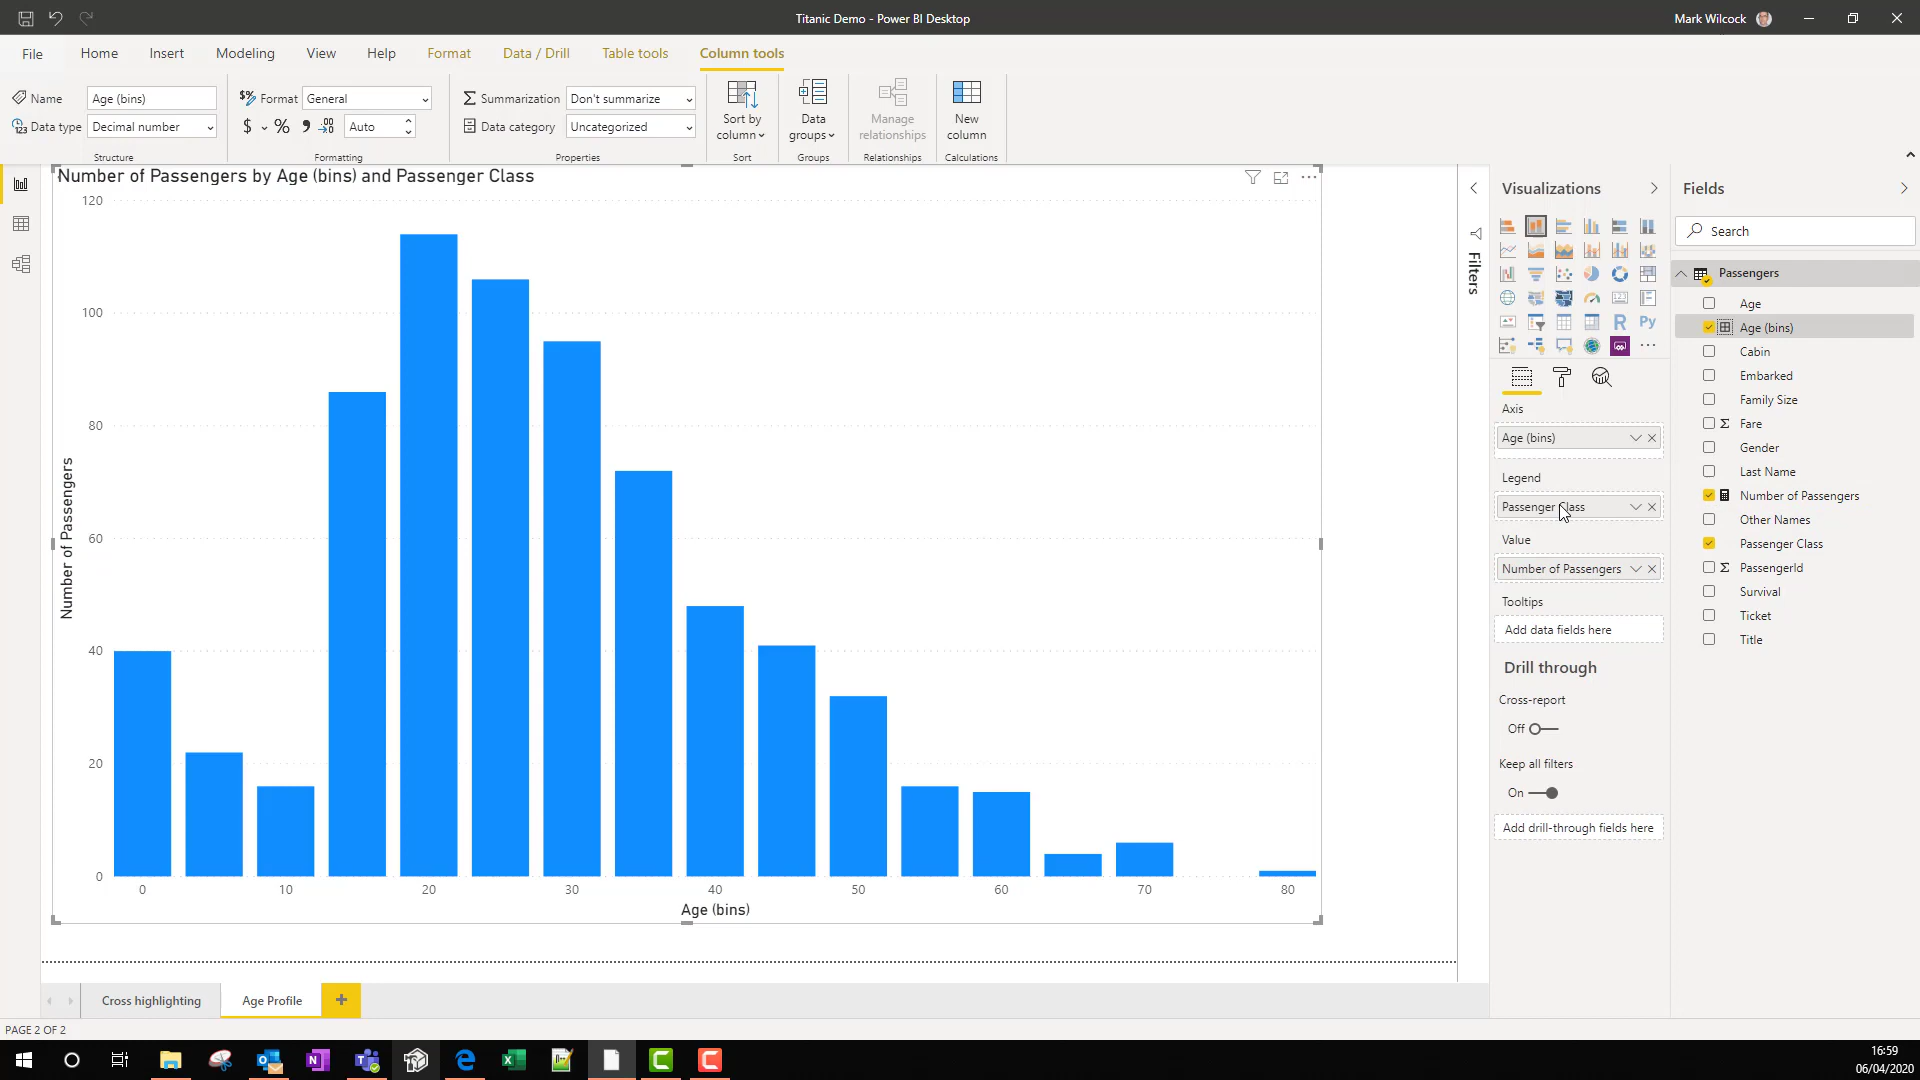 Titanic Demo - Power BI Desktop
Mark Wilcock
File
Home
Insert
Modeling
View
Help
Format
Data / Drill
Table tools
Column tools
Name
Age (bins)
Data type
Decimal number
Structure
Format
General
$
%
Auto
Formatting
Summarization
Don't summarize
Data category
Uncategorized
Properties
Sort by
column
Sort
Data
groups
Groups
Manage
relationships
Relationships
New
column
Calculations
Number of Passengers by Age (bins) and Passenger Class
120
100
80
60
40
20
0
Number of Passengers
0
10
20
30
40
50
60
70
80
Age (bins)
Filters
Visualizations
R
Py
Axis
Age (bins)
Legend
Passenger Class
Value
Number of Passengers
Tooltips
Add data fields here
Drill through
Cross-report
Off
Keep all filters
On
Add drill-through fields here
Fields
Search
Passengers
Age
Age (bins)
Cabin
Embarked
Family Size
Fare
Gender
Last Name
Number of Passengers
Other Names
Passenger Class
PassengerId
Survival
Ticket
Title
Cross highlighting
Age Profile
PAGE 2 OF 2
16:59
06/04/2020